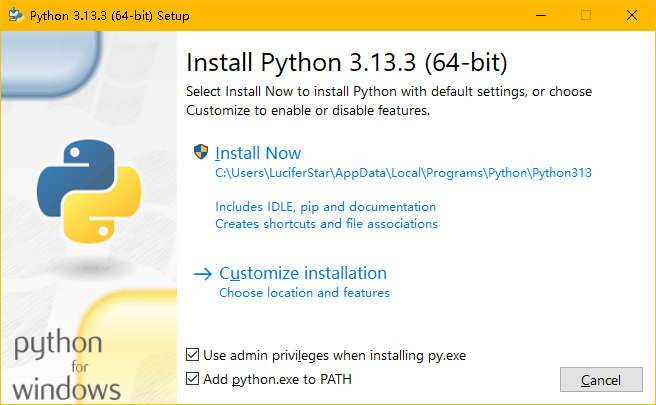 Python 3.13.3 (64-bit) Setup
Install Python 3.13.3 (64-bit)
Select Install Now to install Python with default settings, or choose
Customize to enable or disable features.
Install Now
C:\Users\LuciferStar\AppData\Local\Programs\Python\Python313
Includes IDLE, pip and documentation
Creates shortcuts and file associations
Customize installation
Choose location and features
Use admin privileges when installing py.exe
Add python.exe to PATH
Cancel
python
for
windows